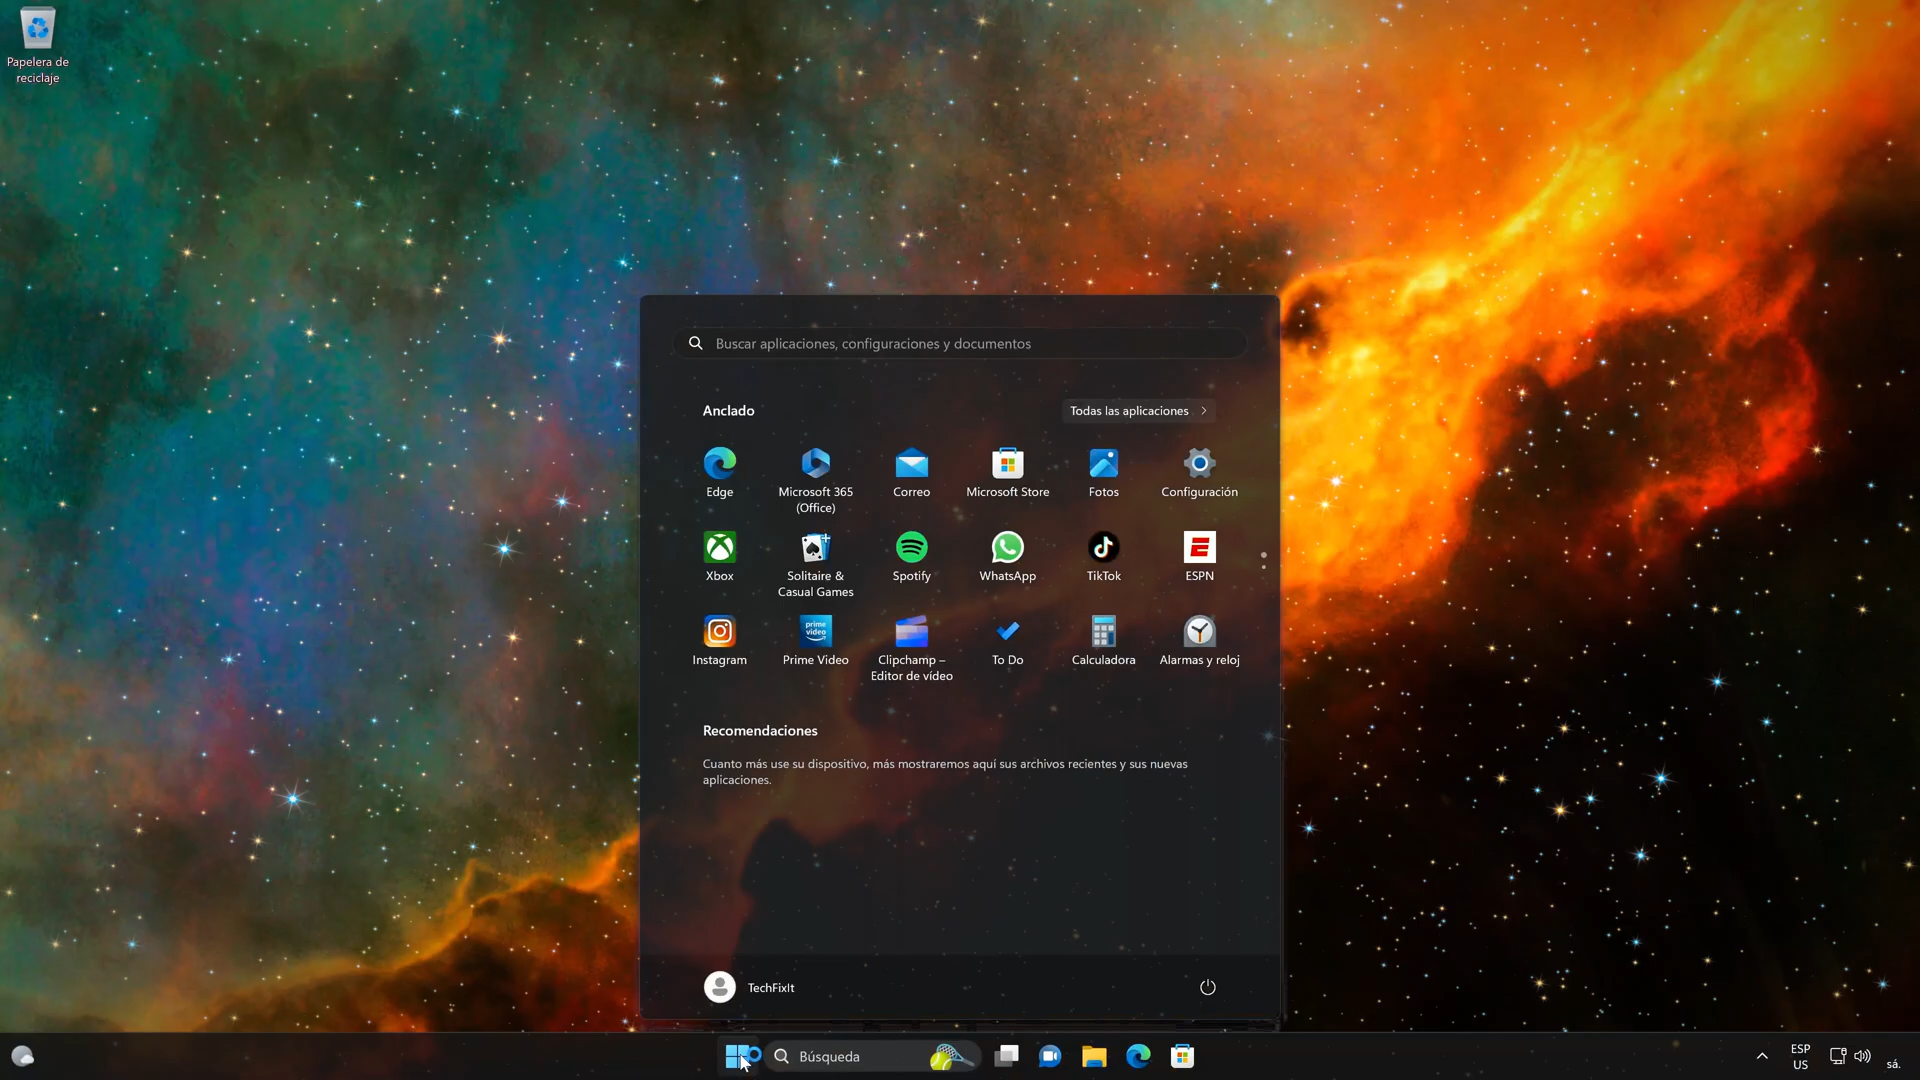 Papelera de
reciclaje
Buscar aplicaciones, configuraciones y documentos
Anclado
Todas las aplicaciones
Edge
Microsoft 365
(Office)
Correo
Microsoft Store
Fotos
Configuración
Xbox
Solitaire &
Casual Games
Spotify
WhatsApp
TikTok
ESPN
Instagram
prime
video
Prime Video
Clipchamp –
Editor de vídeo
To Do
Calculadora
Alarmas y reloj
Recomendaciones
Cuanto más use su dispositivo, más mostraremos aquí sus archivos recientes y sus nuevas
aplicaciones.
TechFixIt
Búsqueda
ESP
US
sá.